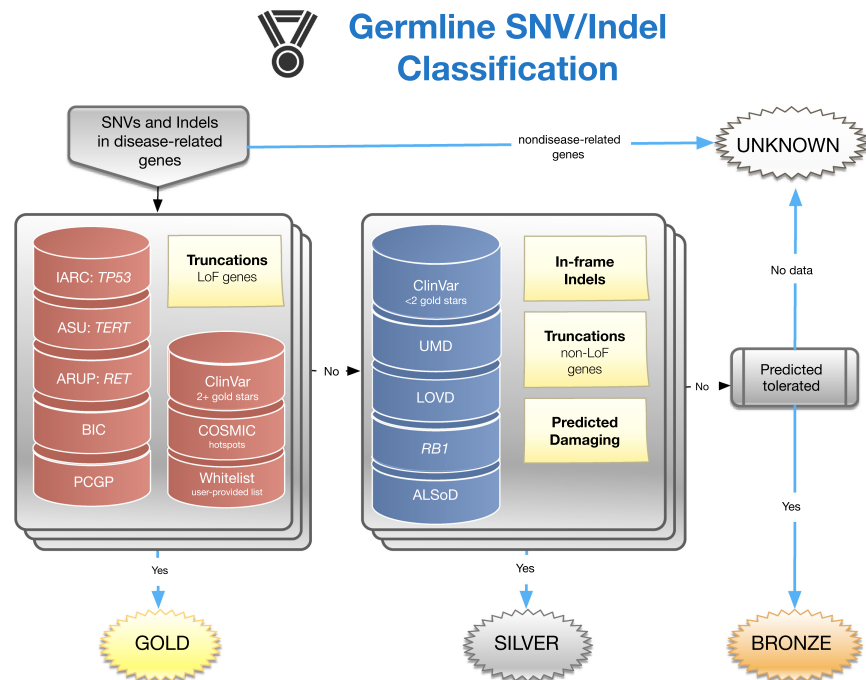 Germline SNV/Indel
Classification
SNVs and Indels
in disease-related
genes
nondisease-related
genes
UNKNOWN
IARC: TP53
ASU: TERT
ARUP: RET
BIC
PCGP
Truncations
LoF genes
ClinVar
2+ gold stars
COSMIC
hotspots
Whitelist
user-provided list
No
ClinVar
<2 gold stars
UMD
LOVD
RB1
ALSoD
In-frame
Indels
Truncations
non-LoF
genes
Predicted
Damaging
No
No data
Predicted
tolerated
Yes
Yes
Yes
GOLD
SILVER
BRONZE